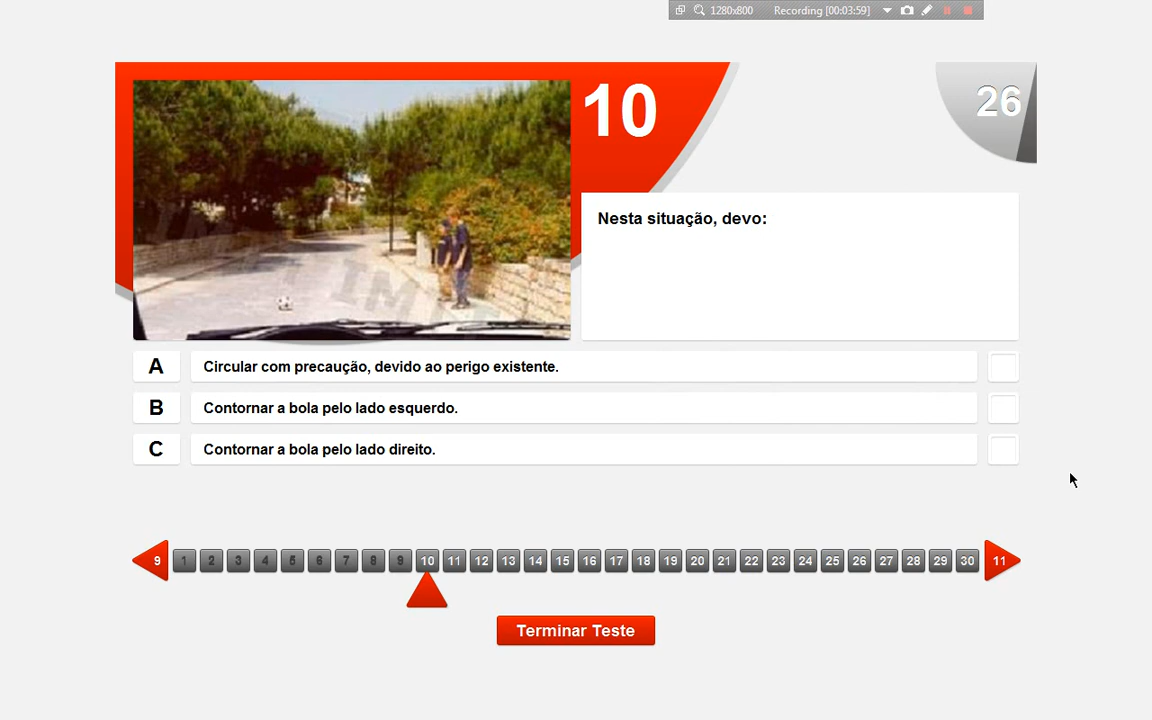 1280x800 Recording [00:03:59]
10
26
IMT IMT
Nesta situação, devo:
A Circular com precaução, devido ao perigo existente.
B Contornar a bola pelo lado esquerdo.
C Contornar a bola pelo lado direito.
9 1 2 3 4 5 6 7 8 9 10 11 12 13 14 15 16 17 18 19 20 21 22 23 24 25 26 27 28 29 30 11
Terminar Teste